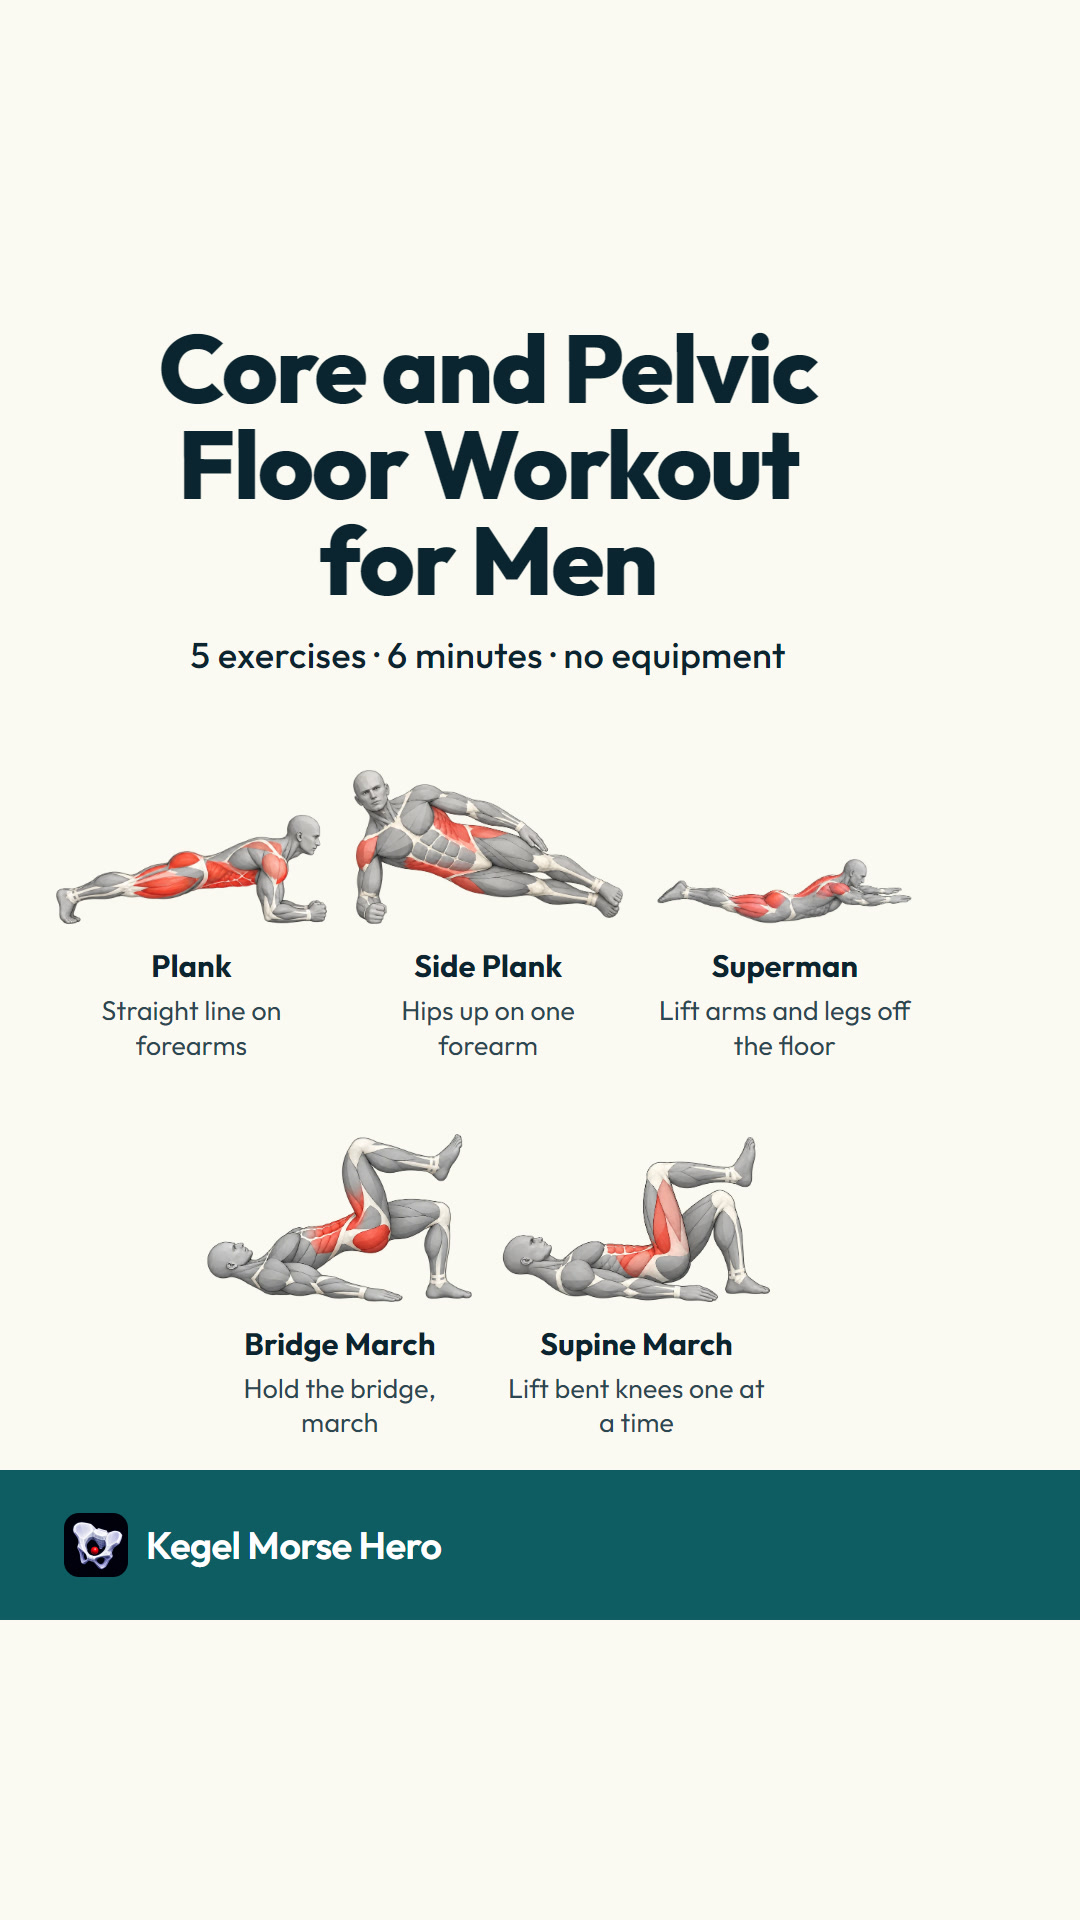 Core and Pelvic
Floor Workout
for Men
5 exercises · 6 minutes · no equipment
Plank
Straight line on
forearms
Side Plank
Hips up on one
forearm
Superman
Lift arms and legs off
the floor
Bridge March
Hold the bridge,
march
Supine March
Lift bent knees one at
a time
Kegel Morse Hero